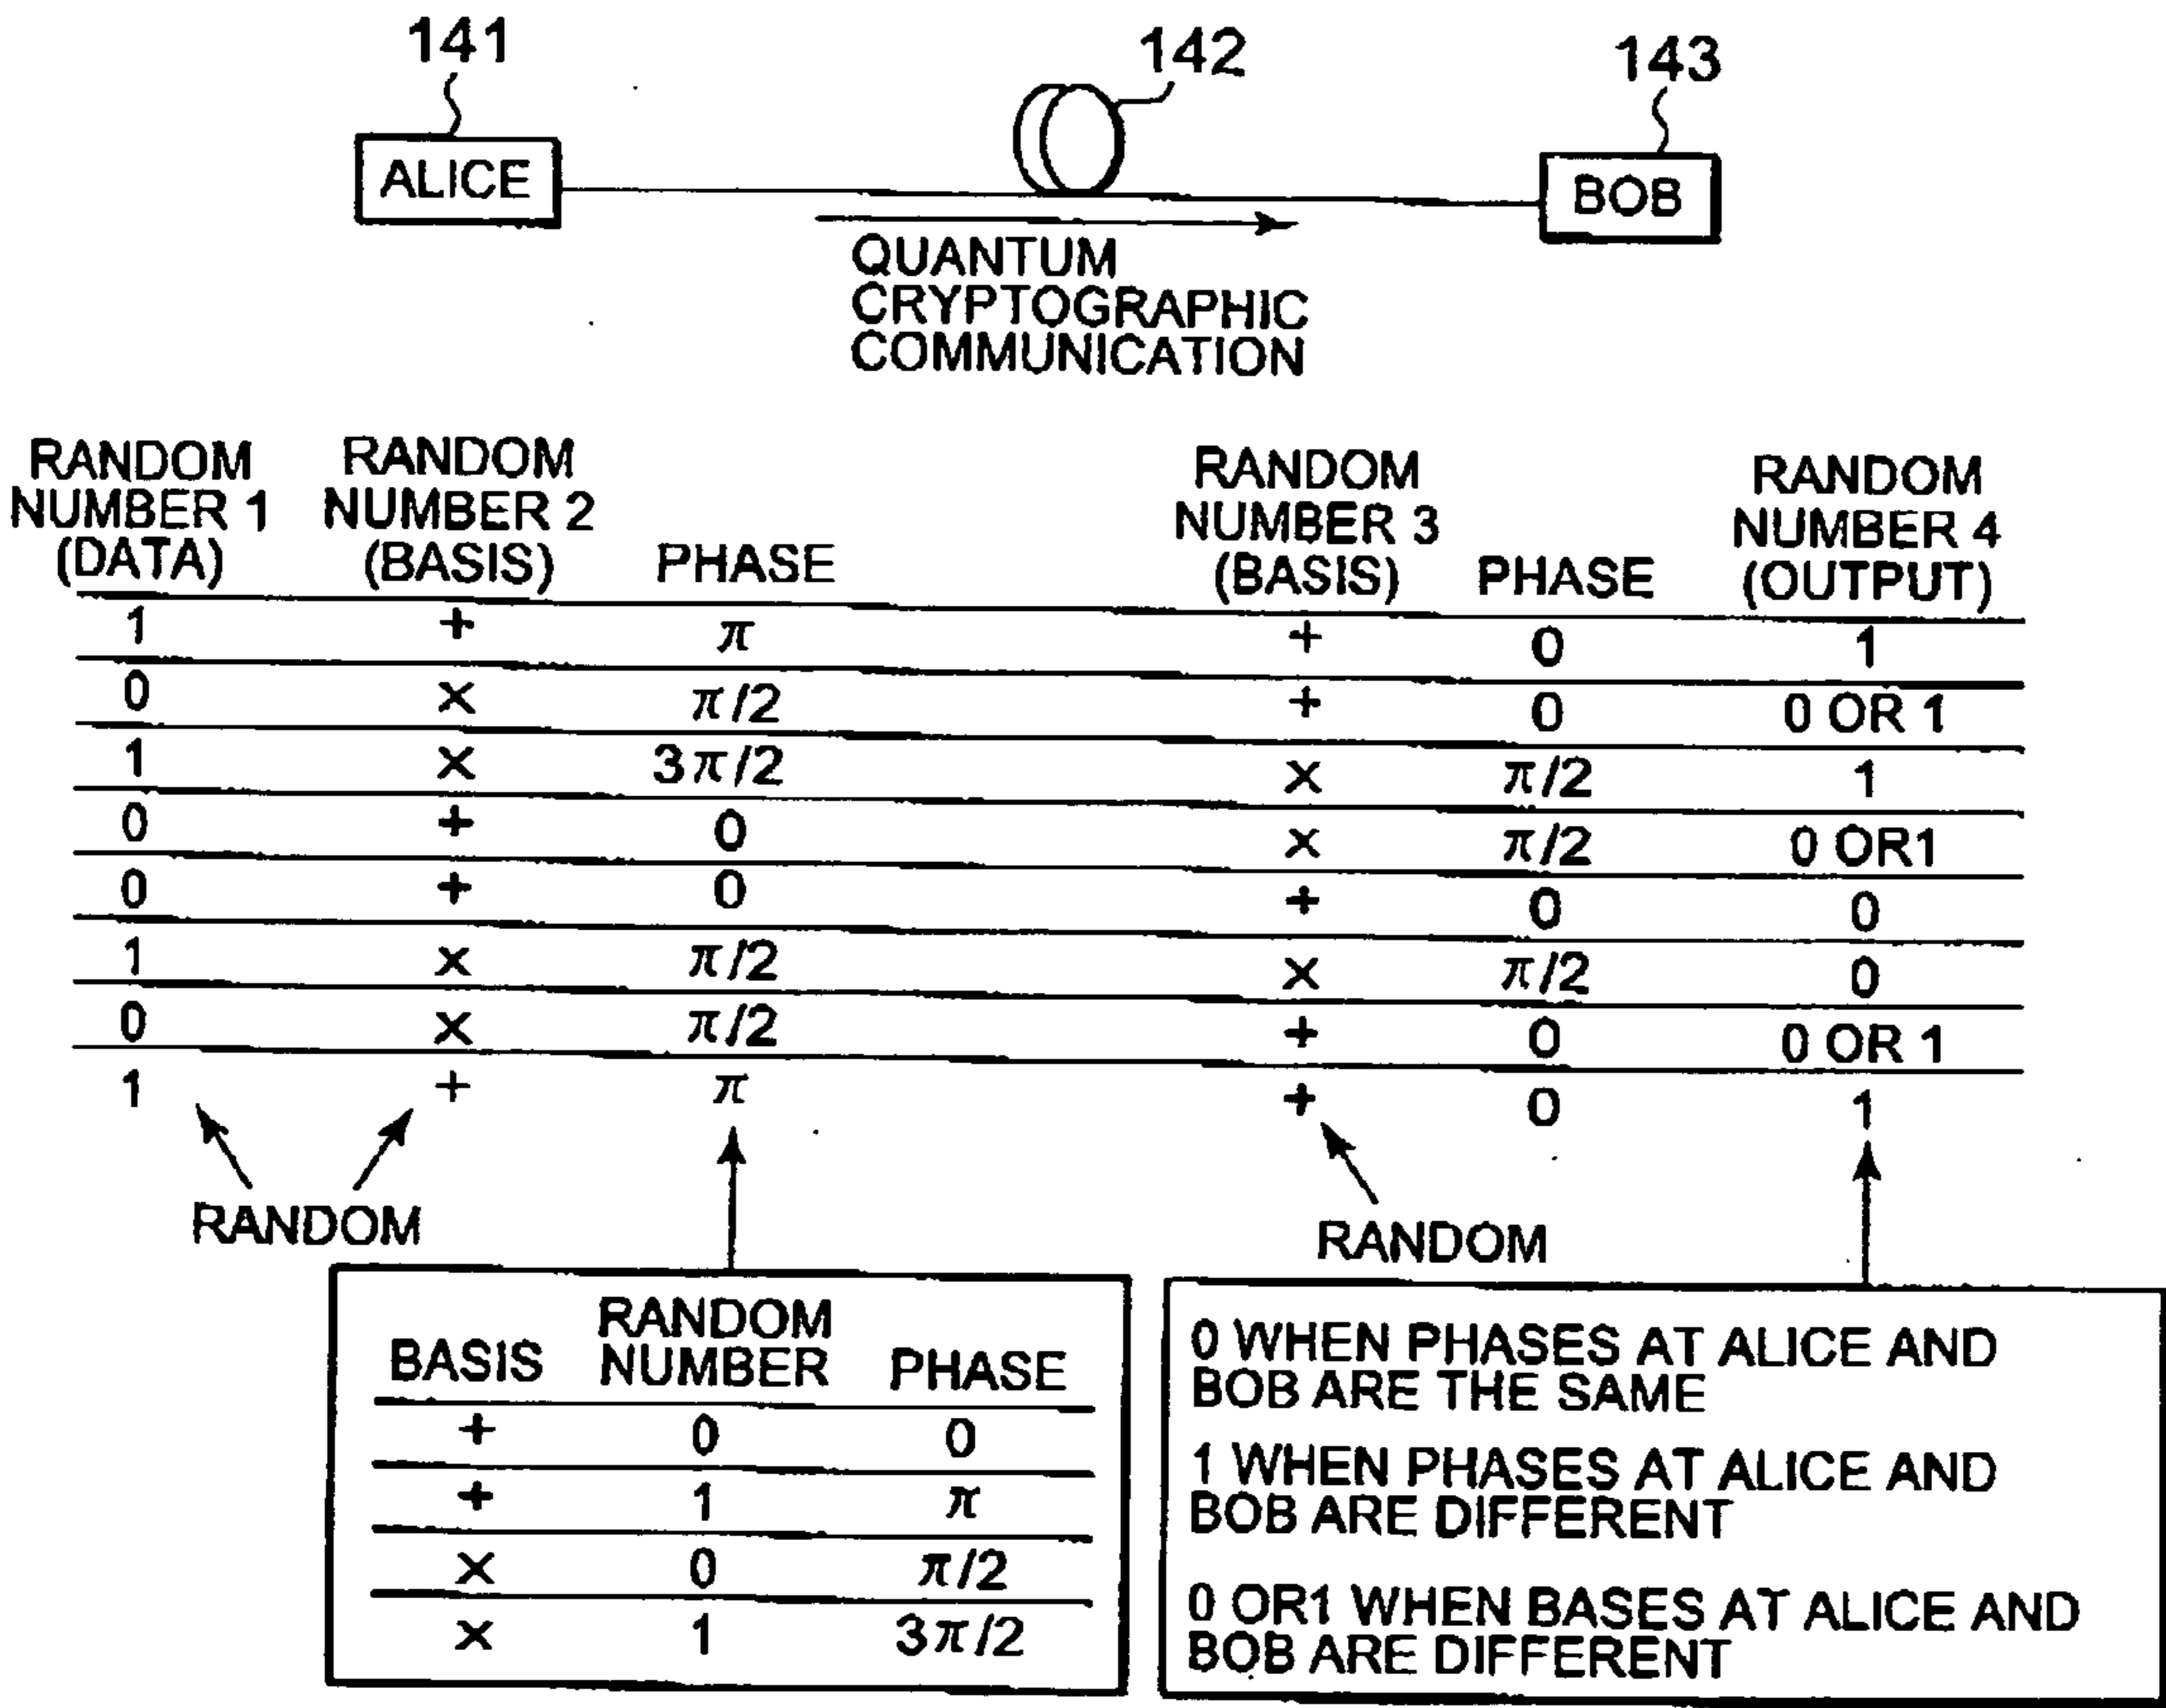 141
142
143
ALICE
BOB
QUANTUM
CRYPTOGRAPHIC
COMMUNICATION
RANDOM NUMBER 1 (DATA) RANDOM NUMBER 2 (BASIS) PHASE RANDOM NUMBER 3 (BASIS) PHASE RANDOM NUMBER 4 (OUTPUT)
1 + π + 0 1
0 × π/2 + 0 0 OR 1
1 × 3π/2 × π/2 1
0 + 0 × π/2 0 OR1
0 + 0 + 0 0
1 × π/2 × π/2 0
0 × π/2 + 0 0 OR 1
1 + π + 0 1
RANDOM
RANDOM
BASIS RANDOM NUMBER PHASE
+ 0 0
+ 1 π
× 0 π/2
× 1 3π/2
0 WHEN PHASES AT ALICE AND
BOB ARE THE SAME
1 WHEN PHASES AT ALICE AND
BOB ARE DIFFERENT
0 OR1 WHEN BASES AT ALICE AND
BOB ARE DIFFERENT